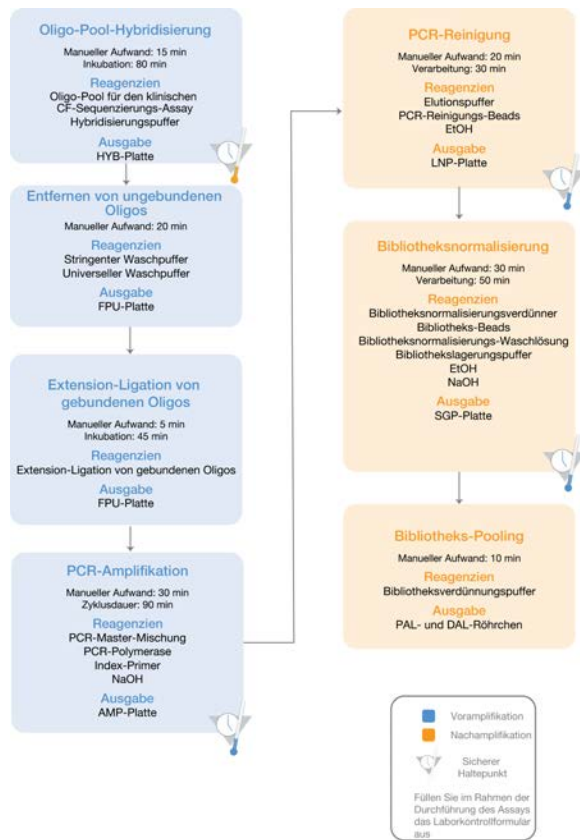 Oligo-Pool-Hybridisierung
Manueller Aufwand: 15 min
Inkubation: 80 min
Reagenzien
Oligo-Pool für den klinischen
CF-Sequenzierungs-Assay
Hybridisierungspuffer
Ausgabe
HYB-Platte
Entfernen von ungebundenen
Oligos
Manueller Aufwand: 20 min
Reagenzien
Stringenter Waschpuffer
Universeller Waschpuffer
Ausgabe
FPU-Platte
Extension-Ligation von
gebundenen Oligos
Manueller Aufwand: 5 min
Inkubation: 45 min
Reagenzien
Extension-Ligation von gebundenen Oligos
Ausgabe
FPU-Platte
PCR-Amplifikation
Manueller Aufwand: 30 min
Zyklusdauer: 90 min
Reagenzien
PCR-Master-Mischung
PCR-Polymerase
Index-Primer
NaOH
Ausgabe
AMP-Platte
PCR-Reinigung
Manueller Aufwand: 20 min
Verarbeitung: 30 min
Reagenzien
Elutionspuffer
PCR-Reinigungs-Beads
EtOH
Ausgabe
LNP-Platte
Bibliotheksnormalisierung
Manueller Aufwand: 30 min
Verarbeitung: 50 min
Reagenzien
Bibliotheksnormalisierungsverdünner
Bibliotheks-Beads
Bibliotheksnormalisierungs-Waschlösung
Bibliothekslagerungspuffer
EtOH
NaOH
Ausgabe
SGP-Platte
Bibliotheks-Pooling
Manueller Aufwand: 10 min
Reagenzien
Bibliotheksverdünnungspuffer
Ausgabe
PAL- und DAL-Röhrchen
Voramplifikation
Nachamplifikation
Sicherer
Haltepunkt
Füllen Sie im Rahmen der
Durchführung des Assays
das Laborkontrollformular
aus